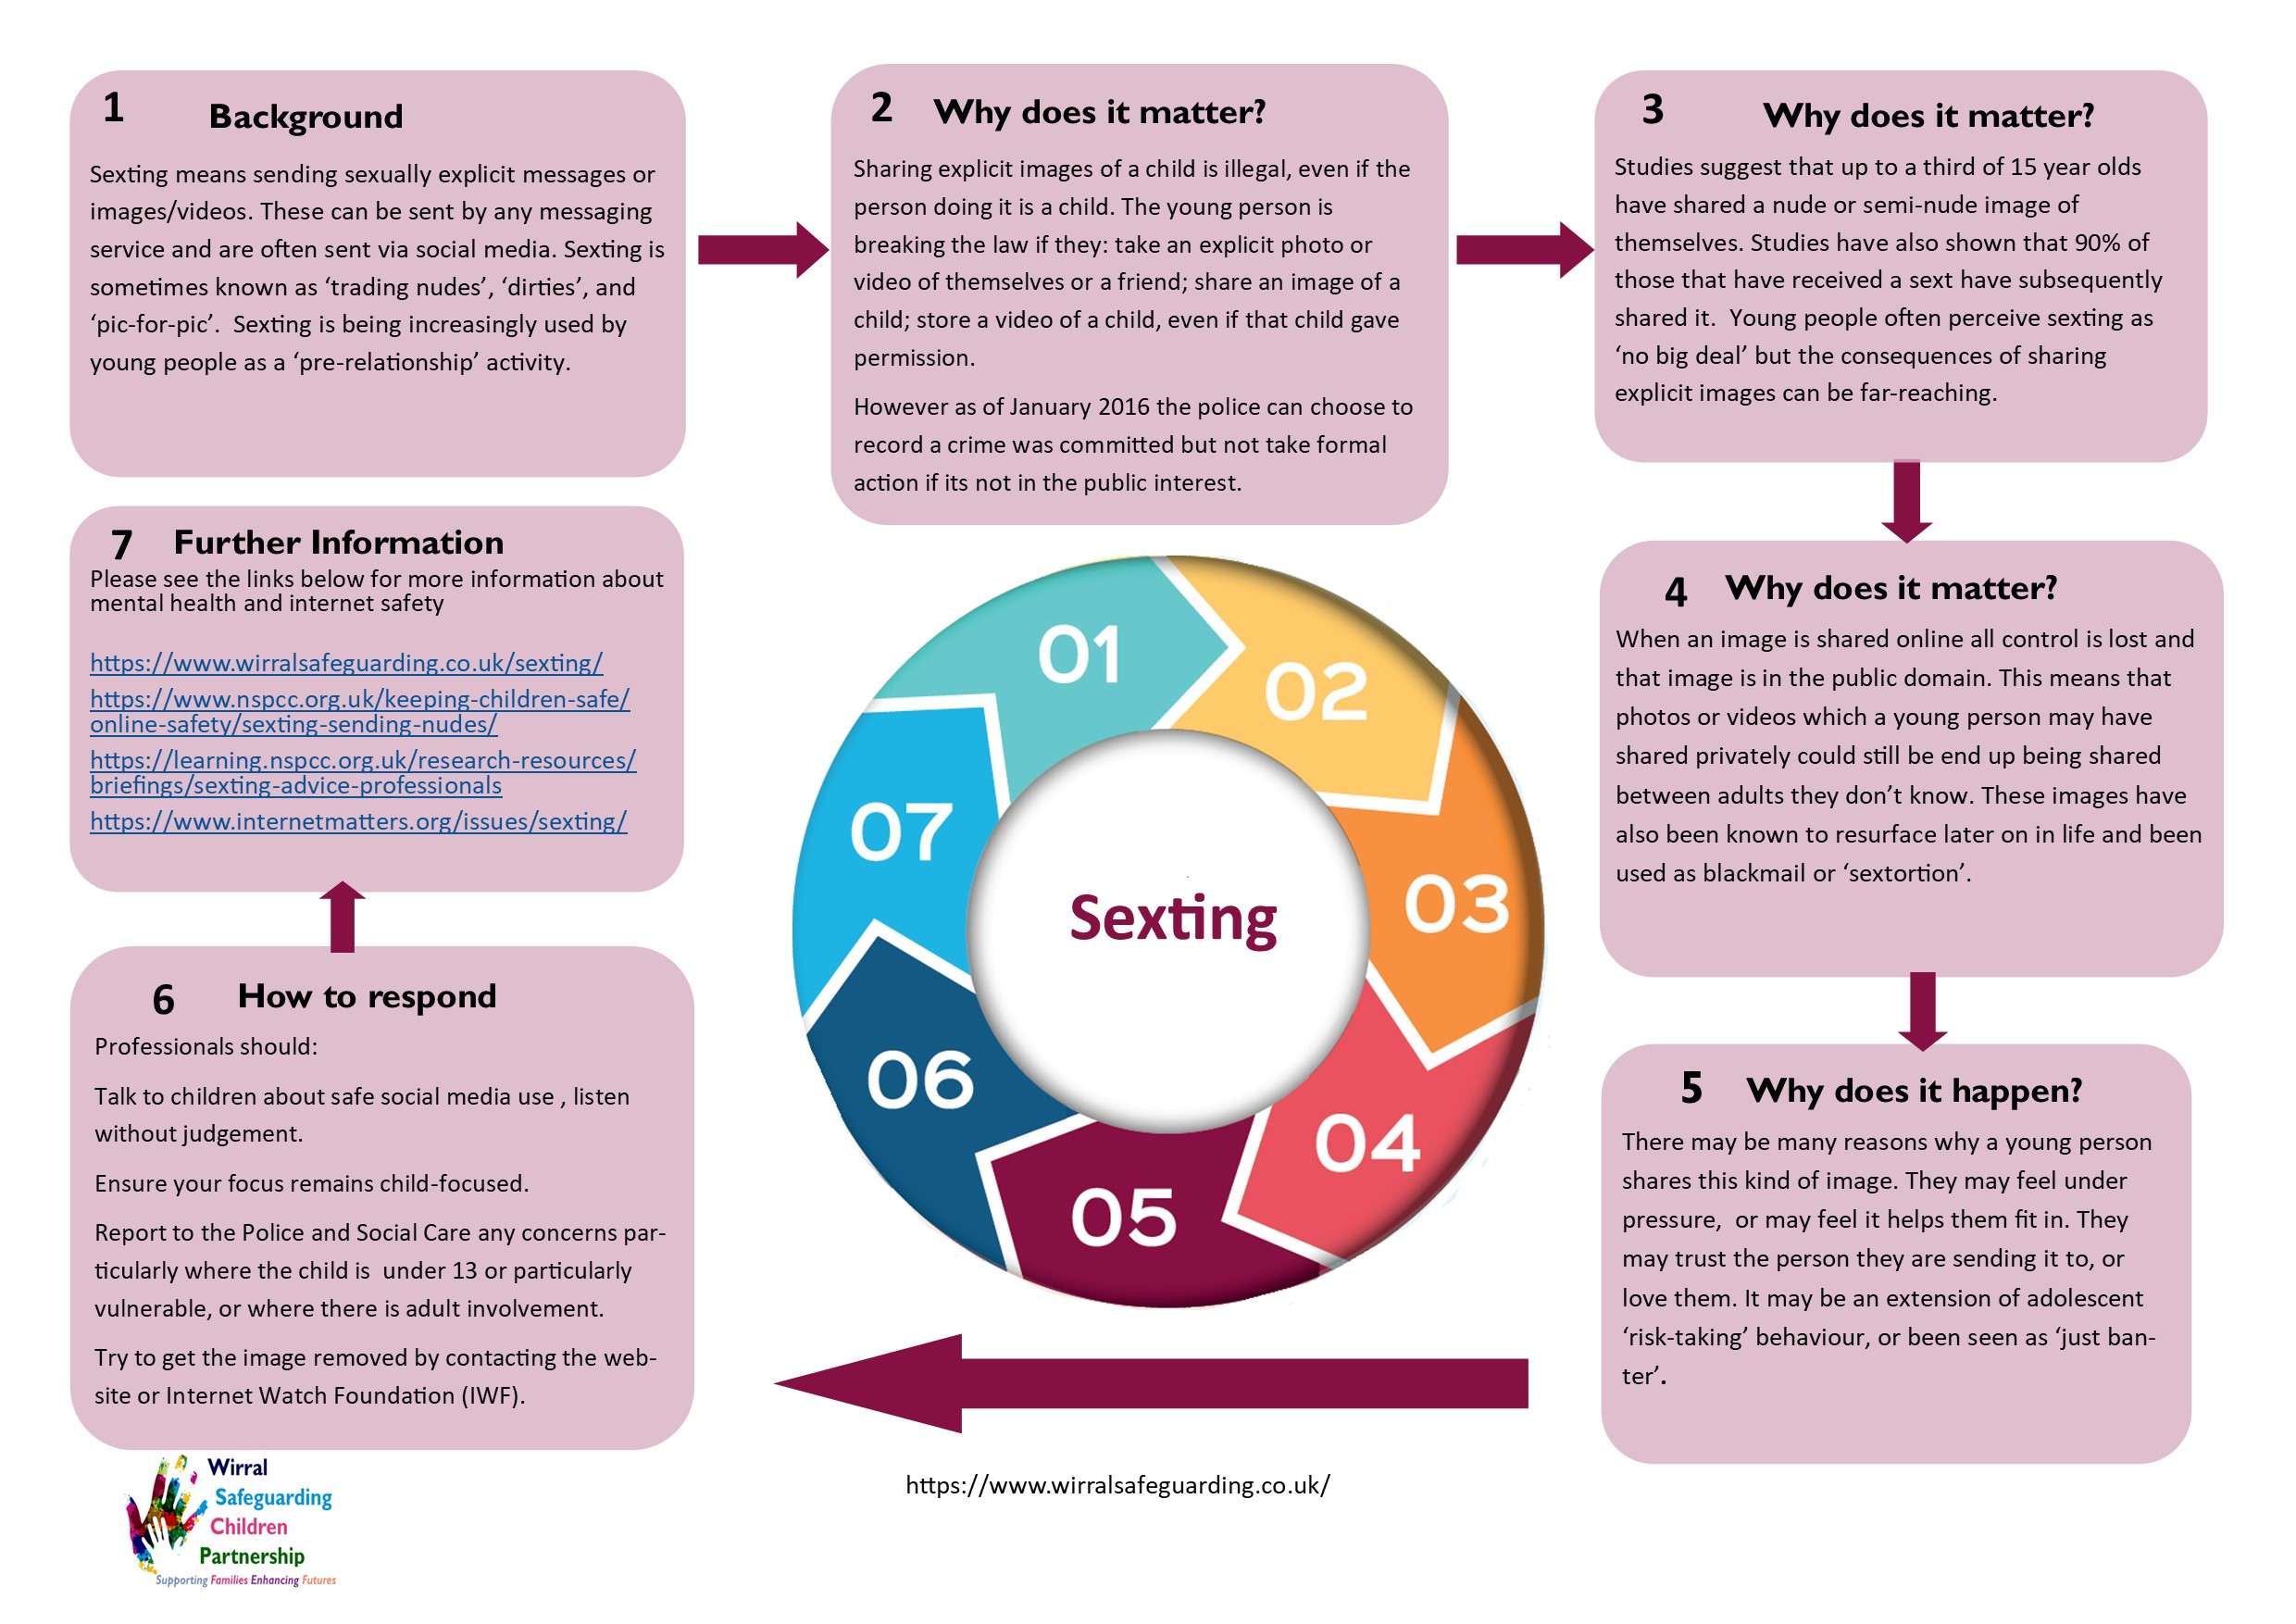 1 Background
Sexting means sending sexually explicit messages or
images/videos. These can be sent by any messaging
service and are often sent via social media. Sexting is
sometimes known as ‘trading nudes’, ‘dirties’, and
‘pic-for-pic’.  Sexting is being increasingly used by
young people as a ‘pre-relationship’ activity.
2 Why does it matter?
Sharing explicit images of a child is illegal, even if the
person doing it is a child. The young person is
breaking the law if they: take an explicit photo or
video of themselves or a friend; share an image of a
child; store a video of a child, even if that child gave
permission.
However as of January 2016 the police can choose to
record a crime was committed but not take formal
action if its not in the public interest.
3 Why does it matter?
Studies suggest that up to a third of 15 year olds
have shared a nude or semi-nude image of
themselves. Studies have also shown that 90% of
those that have received a sext have subsequently
shared it.  Young people often perceive sexting as
‘no big deal’ but the consequences of sharing
explicit images can be far-reaching.
4 Why does it matter?
When an image is shared online all control is lost and
that image is in the public domain. This means that
photos or videos which a young person may have
shared privately could still be end up being shared
between adults they don’t know. These images have
also been known to resurface later on in life and been
used as blackmail or ‘sextortion’.
5 Why does it happen?
There may be many reasons why a young person
shares this kind of image. They may feel under
pressure,  or may feel it helps them fit in. They
may trust the person they are sending it to, or
love them. It may be an extension of adolescent
‘risk-taking’ behaviour, or been seen as ‘just ban-
ter’.
6 How to respond
Professionals should:
Talk to children about safe social media use , listen
without judgement.
Ensure your focus remains child-focused.
Report to the Police and Social Care any concerns par-
ticularly where the child is  under 13 or particularly
vulnerable, or where there is adult involvement.
Try to get the image removed by contacting the web-
site or Internet Watch Foundation (IWF).
7 Further Information
Please see the links below for more information about
mental health and internet safety
https://www.wirralsafeguarding.co.uk/sexting/
https://www.nspcc.org.uk/keeping-children-safe/
online-safety/sexting-sending-nudes/
https://learning.nspcc.org.uk/research-resources/
briefings/sexting-advice-professionals
https://www.internetmatters.org/issues/sexting/
01
02
03
04
05
06
07
Sexting
https://www.wirralsafeguarding.co.uk/
Wirral
Safeguarding
Children
Partnership
Supporting Families Enhancing Futures